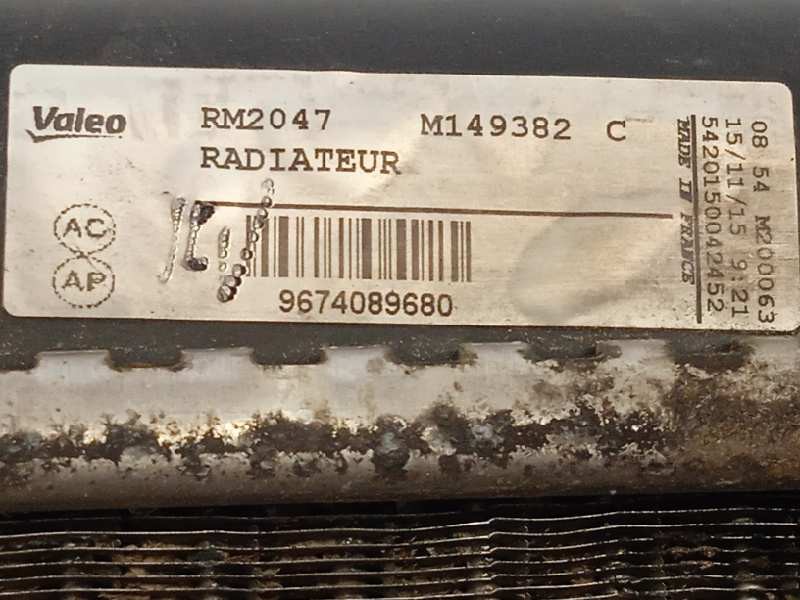 Valeo RM2047 M149382 C
RADIATEUR
AC
AP
9674089680
MADE IN FRANCE
08 54 M200063
15/11/15 9:21
5420150042452